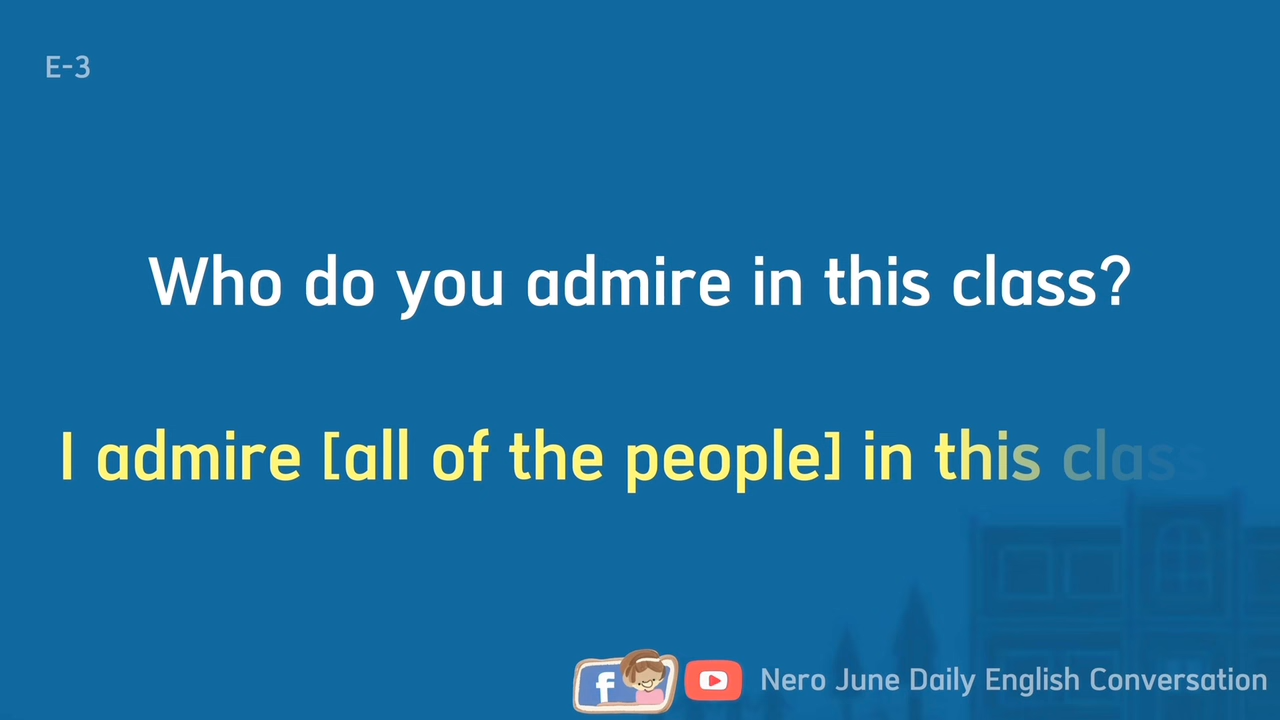 E-3
Who do you admire in this class?
I admire [all of the people] in this class
Nero June Daily English Conversation